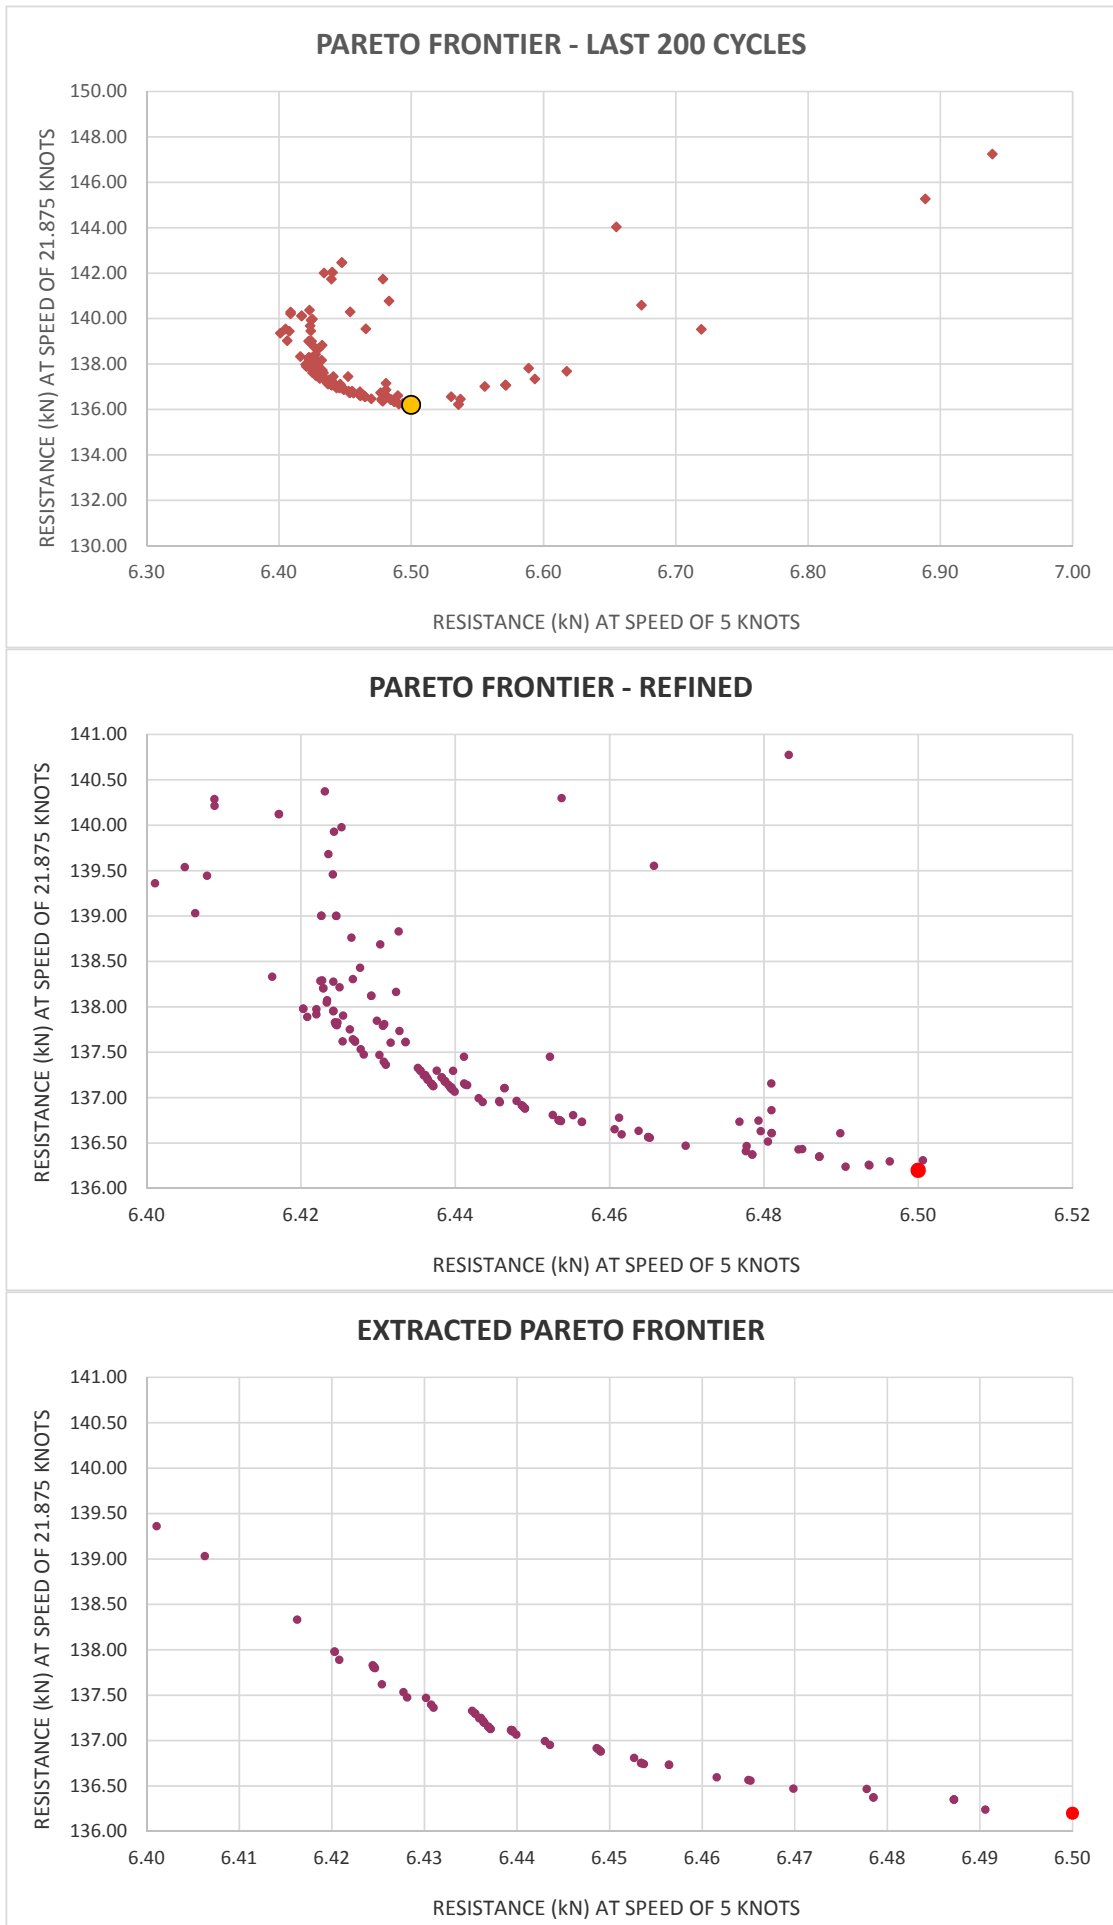 PARETO FRONTIER - LAST 200 CYCLES
RESISTANCE (kN) AT SPEED OF 21.875 KNOTS
150.00
148.00
146.00
144.00
142.00
140.00
138.00
136.00
134.00
132.00
130.00
6.30 6.40 6.50 6.60 6.70 6.80 6.90 7.00
RESISTANCE (kN) AT SPEED OF 5 KNOTS
PARETO FRONTIER - REFINED
RESISTANCE (kN) AT SPEED OF 21.875 KNOTS
141.00
140.50
140.00
139.50
139.00
138.50
138.00
137.50
137.00
136.50
136.00
6.40 6.42 6.44 6.46 6.48 6.50 6.52
RESISTANCE (kN) AT SPEED OF 5 KNOTS
EXTRACTED PARETO FRONTIER
RESISTANCE (kN) AT SPEED OF 21.875 KNOTS
141.00
140.50
140.00
139.50
139.00
138.50
138.00
137.50
137.00
136.50
136.00
6.40 6.41 6.42 6.43 6.44 6.45 6.46 6.47 6.48 6.49 6.50
RESISTANCE (kN) AT SPEED OF 5 KNOTS